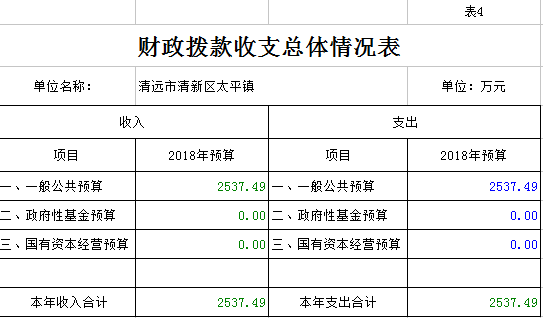 表4
财政拨款收支总体情况表
单位名称： 清远市清新区太平镇 单位：万元
收入 支出
项目 2018年预算 项目 2018年预算
一、一般公共预算 2537.49 一、一般公共预算 2537.49
二、政府性基金预算 0.00 二、政府性基金预算 0.00
三、国有资本经营预算 0.00 三、国有资本经营预算 0.00
本年收入合计 2537.49 本年支出合计 2537.49